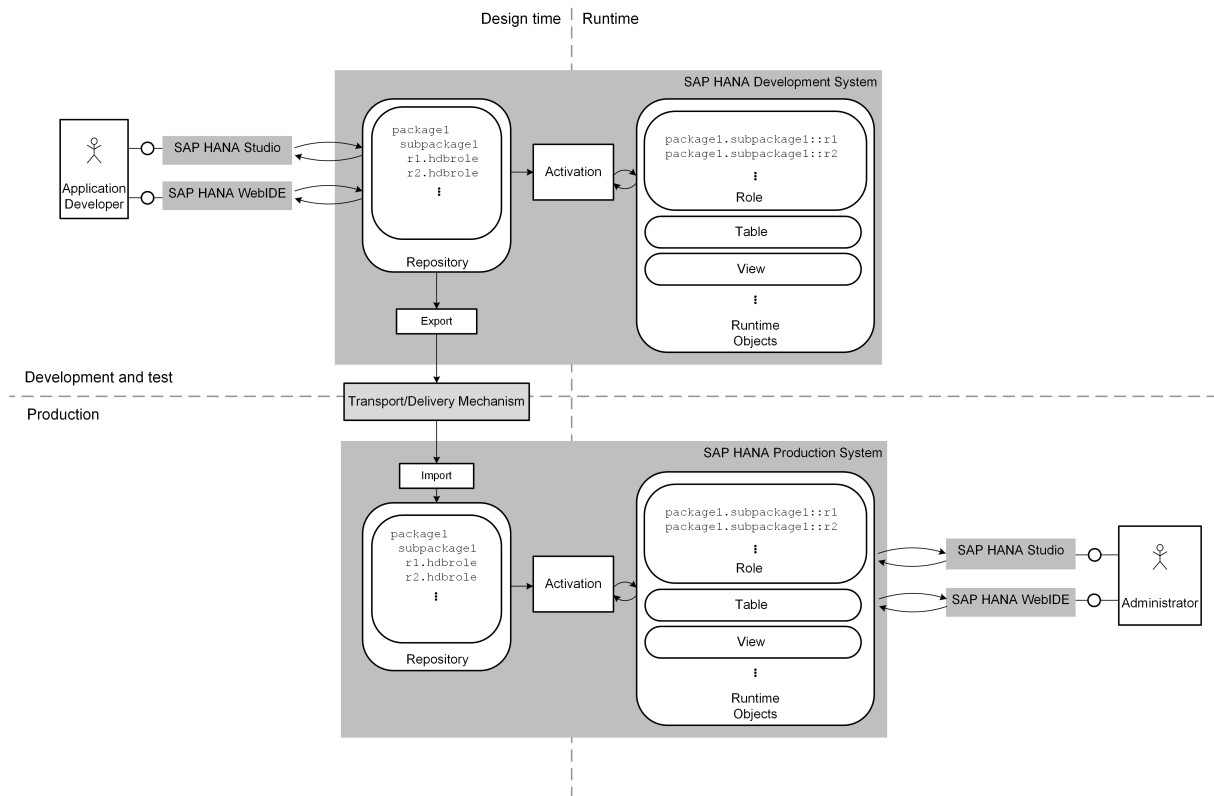 Design time
Runtime
SAP HANA Development System
Application
Developer
SAP HANA Studio
SAP HANA WebIDE
package1
subpackage1
r1.hdbrole
r2.hdbrole
Repository
Activation
package1.subpackage1::r1
package1.subpackage1::r2
Role
Table
View
Runtime
Objects
Export
Development and test
Transport/Delivery Mechanism
Production
SAP HANA Production System
Import
package1
subpackage1
r1.hdbrole
r2.hdbrole
Repository
Activation
package1.subpackage1::r1
package1.subpackage1::r2
Role
Table
View
Runtime
Objects
SAP HANA Studio
SAP HANA WebIDE
Administrator